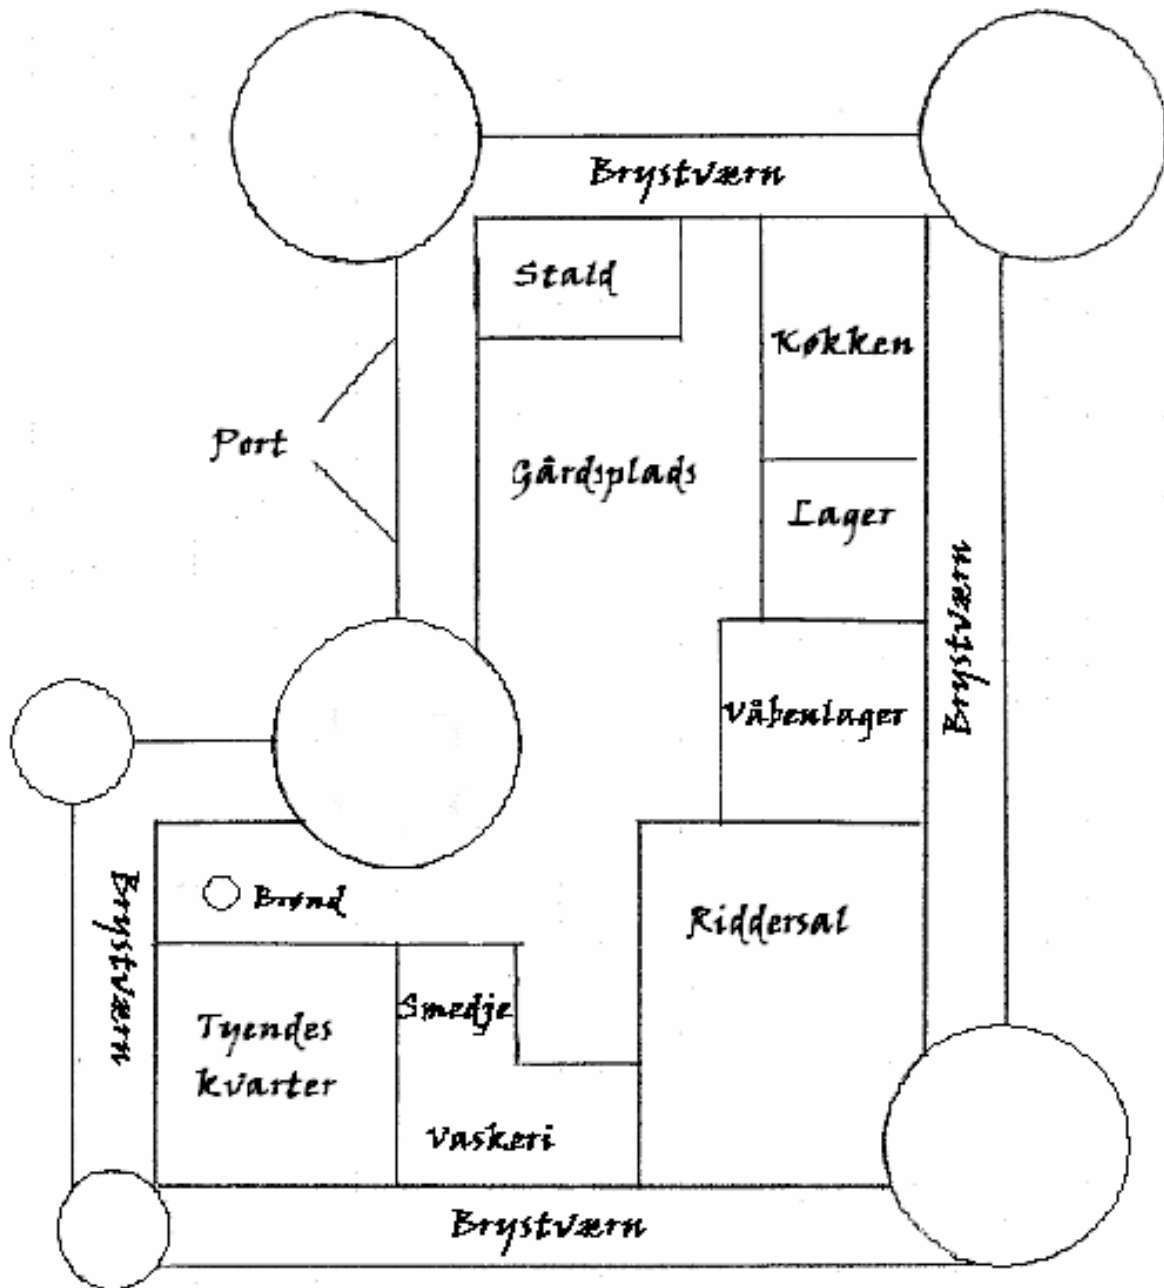 Brystværn
Stald
Køkken
Port
Gårdsplads
Lager
Brystværn
Våbenlager
Brønd
Brystværn
Riddersal
Smedje
Tyendes
kvarter
Vaskeri
Brystværn